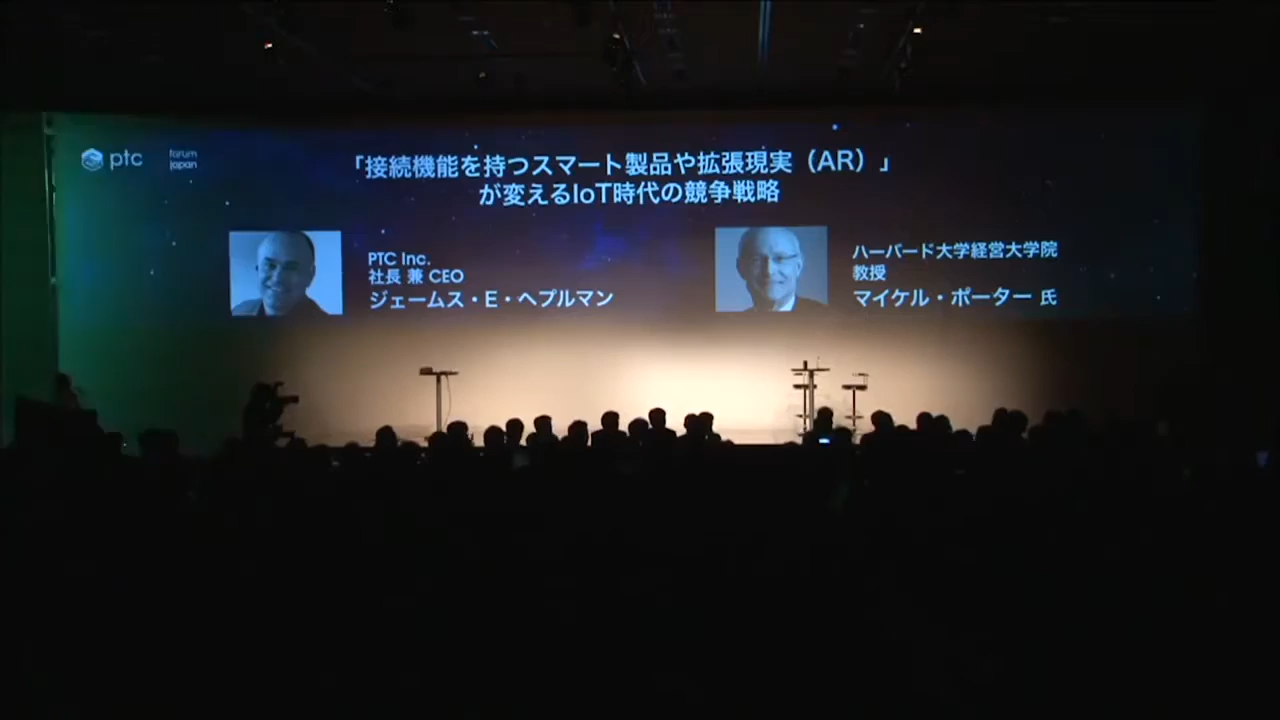 ptc
forum
japan
「接続機能を持つスマート製品や拡張現実（AR）」
が変えるIoT時代の競争戦略
PTC Inc.
社長 兼 CEO
ジェームス・E・ヘプルマン
ハーバード大学経営大学院
教授
マイケル・ポーター 氏